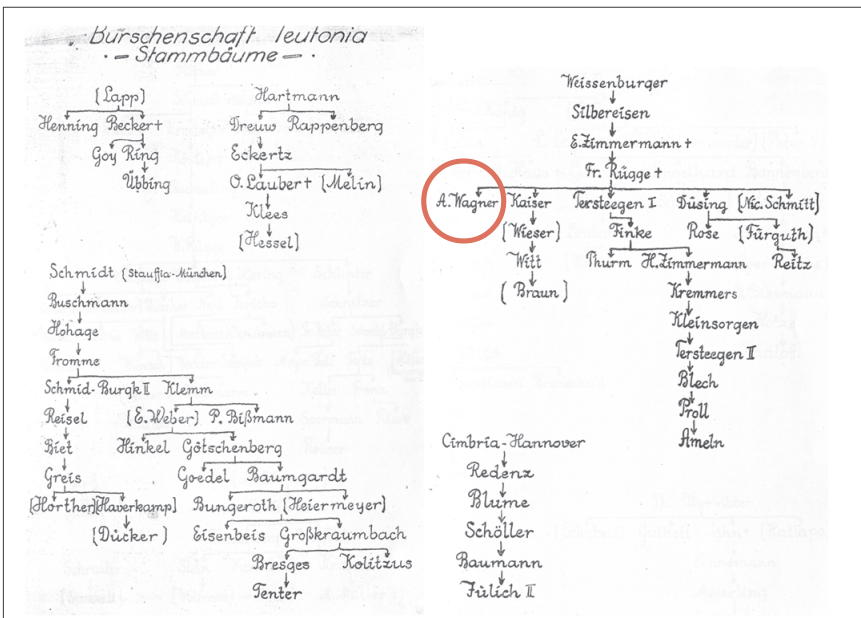 Burschenschaft Teutonia
- Stammbäume -
[Lapp] Hartmann
Henning Becker+ Dreuw Rappenberg
Goy Ring Eckertz
Übbing O. Laubert [Melin]
Klees
[Hessel]
Schmidt [Stauffia-München]
Buschmann
Hohage
Fromme
Schmid-Burgk II Klemm
Reisel [E. Weber] P. Bißmann
Biet Hinkel Götschenberg
Greis Goedel Baumgardt
[Horther] [Haverkamp] Bungeroth [Heiermeyer]
[Dücker] Eisenbeis Großkraumbach
Bresges Kolitzus
Tenter
Weissenburger
Silbereisen
E. Zimmermann +
Fr. Rügge +
A. Wagner Kaiser Tersteegen I Düsing [Nic. Schmitt]
[Wieser] Finke Rose [Fürguth]
Witt Thurm H. Zimmermann Reitz
[Braun] Kremmers
Kleinsorgen
Tersteegen II
Blech
Proll
Ameln
Cimbria-Hannover
Redenz
Blume
Schöller
Baumann
Jülich II